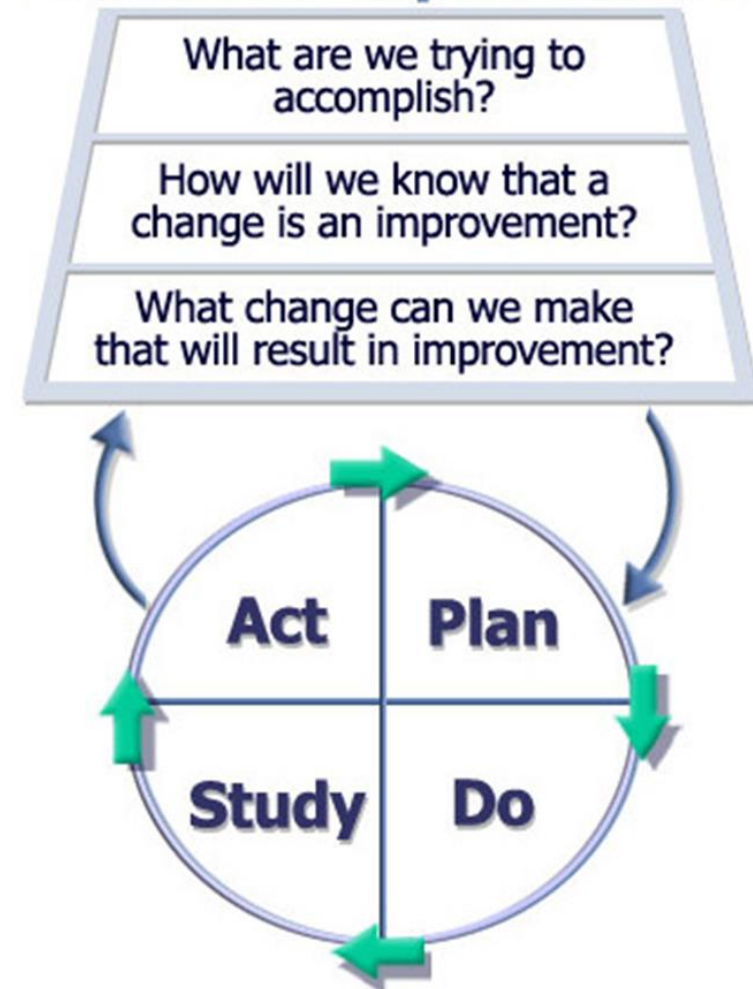 What are we trying to
accomplish?
How will we know that a
change is an improvement?
What change can we make
that will result in improvement?
Act
Plan
Study
Do